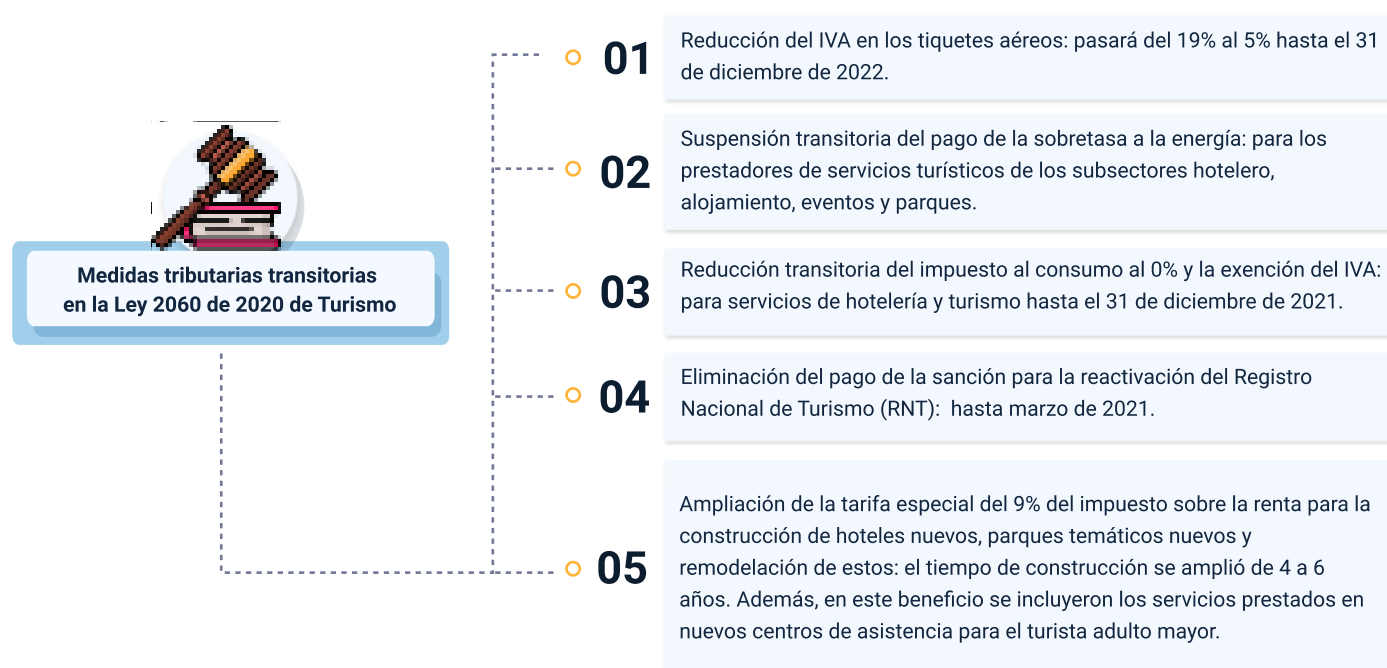 Medidas tributarias transitorias
en la Ley 2060 de 2020 de Turismo
01
Reducción del IVA en los tiquetes aéreos: pasará del 19% al 5% hasta el 31
de diciembre de 2022.
02
Suspensión transitoria del pago de la sobretasa a la energía: para los
prestadores de servicios turísticos de los subsectores hotelero,
alojamiento, eventos y parques.
03
Reducción transitoria del impuesto al consumo al 0% y la exención del IVA:
para servicios de hotelería y turismo hasta el 31 de diciembre de 2021.
04
Eliminación del pago de la sanción para la reactivación del Registro
Nacional de Turismo (RNT):  hasta marzo de 2021.
05
Ampliación de la tarifa especial del 9% del impuesto sobre la renta para la
construcción de hoteles nuevos, parques temáticos nuevos y
remodelación de estos: el tiempo de construcción se amplió de 4 a 6
años. Además, en este beneficio se incluyeron los servicios prestados en
nuevos centros de asistencia para el turista adulto mayor.